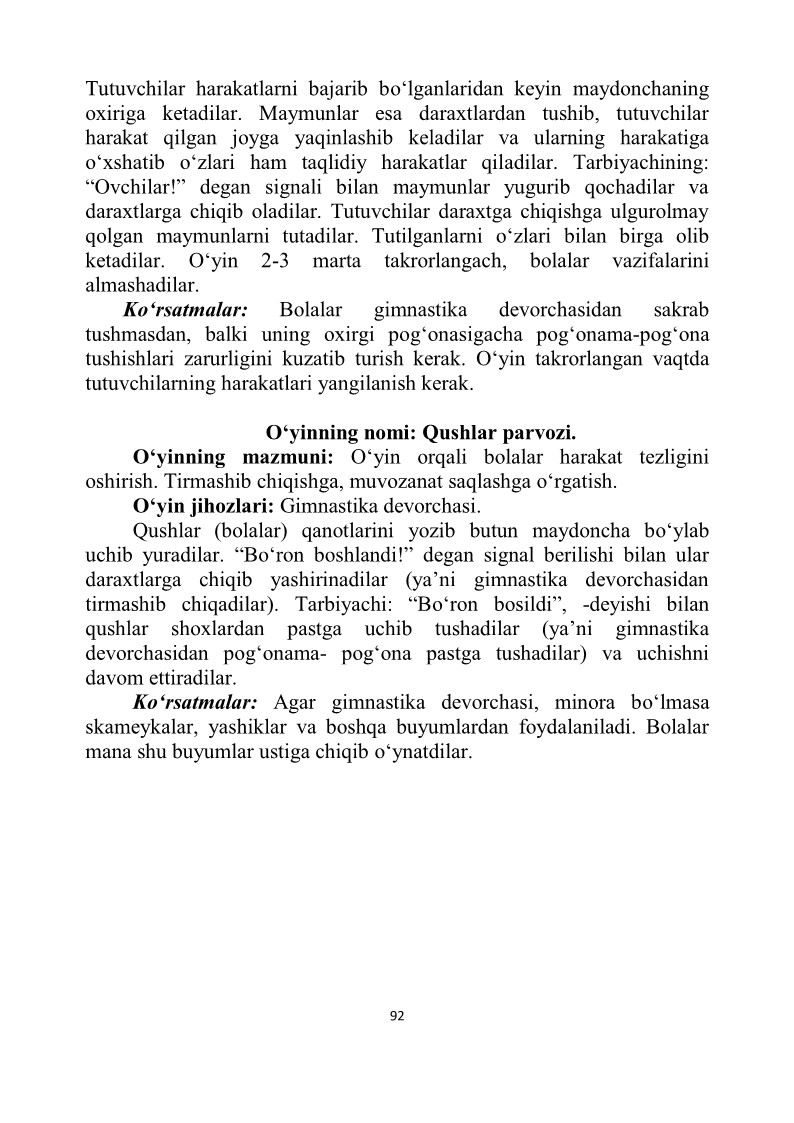 Tutuvchilar harakatlarni bajarib bo‘lganlaridan keyin maydonchaning
oxiriga ketadilar. Maymunlar esa daraxtlardan tushib, tutuvchilar
harakat qilgan joyga yaqinlashib keladilar va ularning harakatiga
o‘xshatib o‘zlari ham taqlidiy harakatlar qiladilar. Tarbiyachining:
“Ovchilar!” degan signali bilan maymunlar yugurib qochadilar va
daraxtlarga chiqib oladilar. Tutuvchilar daraxtga chiqishga ulgurolmay
qolgan maymunlarni tutadilar. Tutilganlarni o‘zlari bilan birga olib
ketadilar. O‘yin 2-3 marta takrorlangach, bolalar vazifalarini
almashadilar.
Ko‘rsatmalar: Bolalar gimnastika devorchasidan sakrab
tushmasdan, balki uning oxirgi pog‘onasigacha pog‘onama-pog‘ona
tushishlari zarurligini kuzatib turish kerak. O‘yin takrorlangan vaqtda
tutuvchilarning harakatlari yangilanish kerak.
O‘yinning nomi: Qushlar parvozi.
O‘yinning mazmuni: O‘yin orqali bolalar harakat tezligini
oshirish. Tirmashib chiqishga, muvozanat saqlashga o‘rgatish.
O‘yin jihozlari: Gimnastika devorchasi.
Qushlar (bolalar) qanotlarini yozib butun maydoncha bo‘ylab
uchib yuradilar. “Bo‘ron boshlandi!” degan signal berilishi bilan ular
daraxtlarga chiqib yashirinadilar (ya’ni gimnastika devorchasidan
tirmashib chiqadilar). Tarbiyachi: “Bo‘ron bosildi”, -deyishi bilan
qushlar shoxlardan pastga uchib tushadilar (ya’ni gimnastika
devorchasidan pog‘onama- pog‘ona pastga tushadilar) va uchishni
davom ettiradilar.
Ko‘rsatmalar: Agar gimnastika devorchasi, minora bo‘lmasa
skameykalar, yashiklar va boshqa buyumlardan foydalaniladi. Bolalar
mana shu buyumlar ustiga chiqib o‘ynatdilar.
92